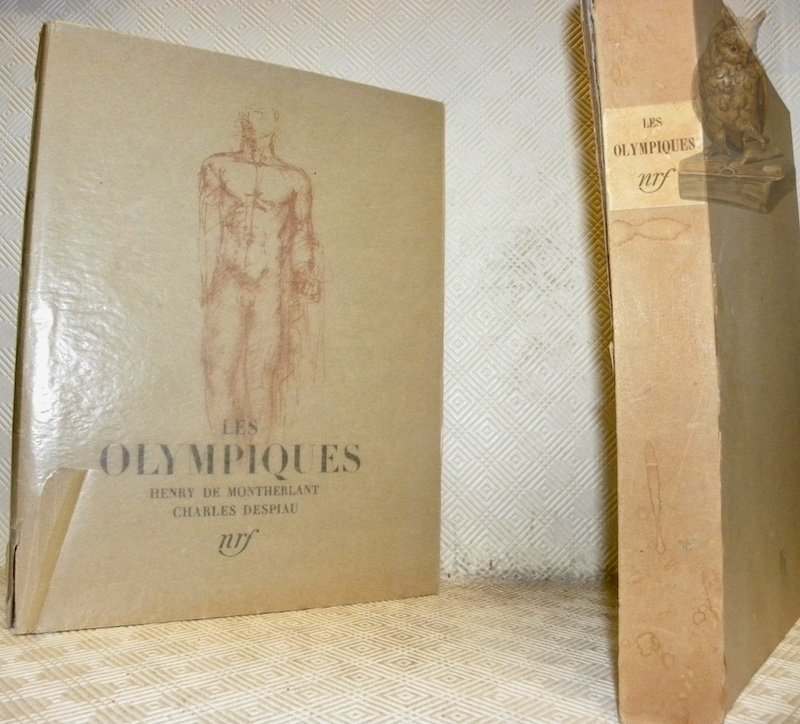 LES
OLYMPIQUES
HENRY DE MONTHERLANT
CHARLES DESPIAU
nrf
LES
OLYMPIQUES
nrf